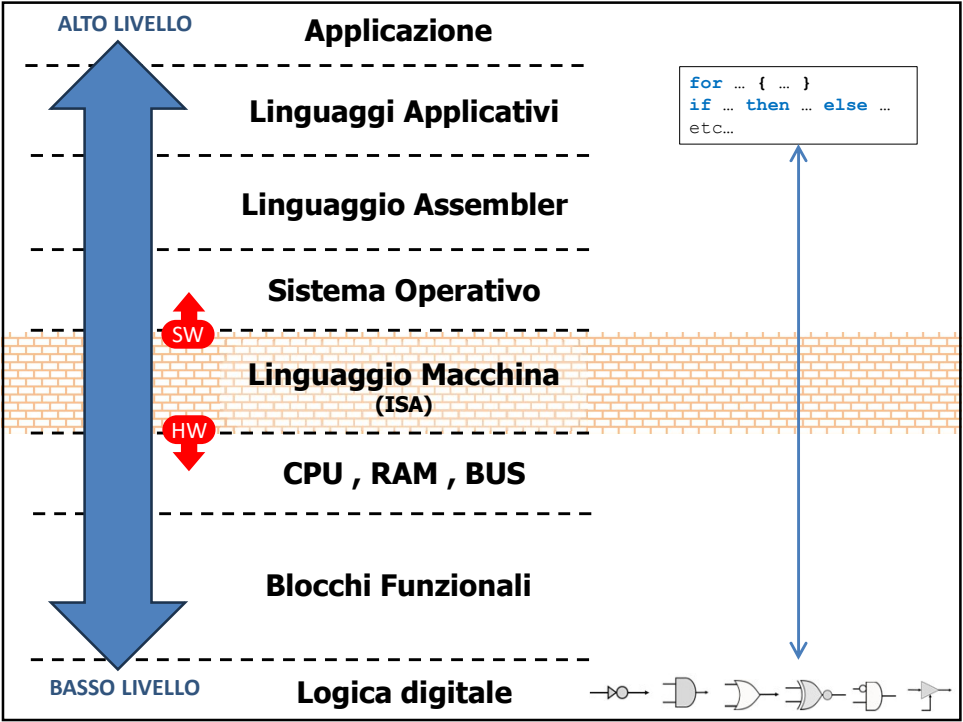 ALTO LIVELLO
Applicazione
Linguaggi Applicativi
for … { … }
if … then … else …
etc…
Linguaggio Assembler
Sistema Operativo
SW
Linguaggio Macchina
(ISA)
HW
CPU , RAM , BUS
Blocchi Funzionali
BASSO LIVELLO
Logica digitale